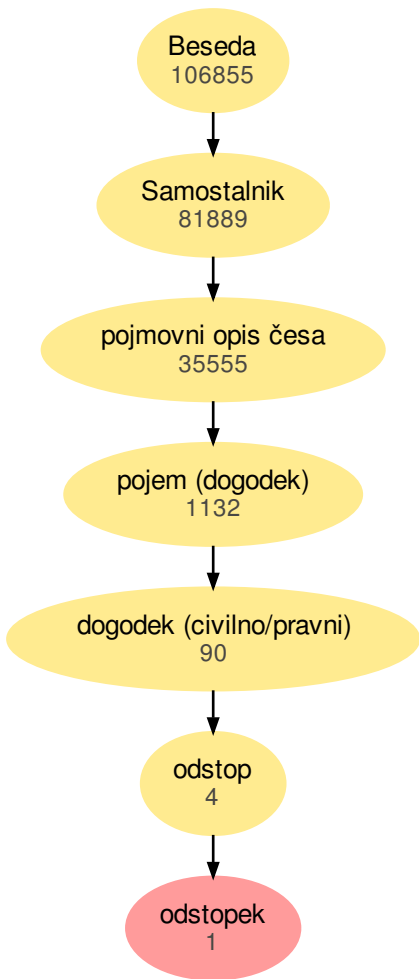 Beseda
106855
Samostalnik
81889
pojmovni opis česa
35555
pojem (dogodek)
1132
dogodek (civilno/pravni)
90
odstop
4
odstopek
1